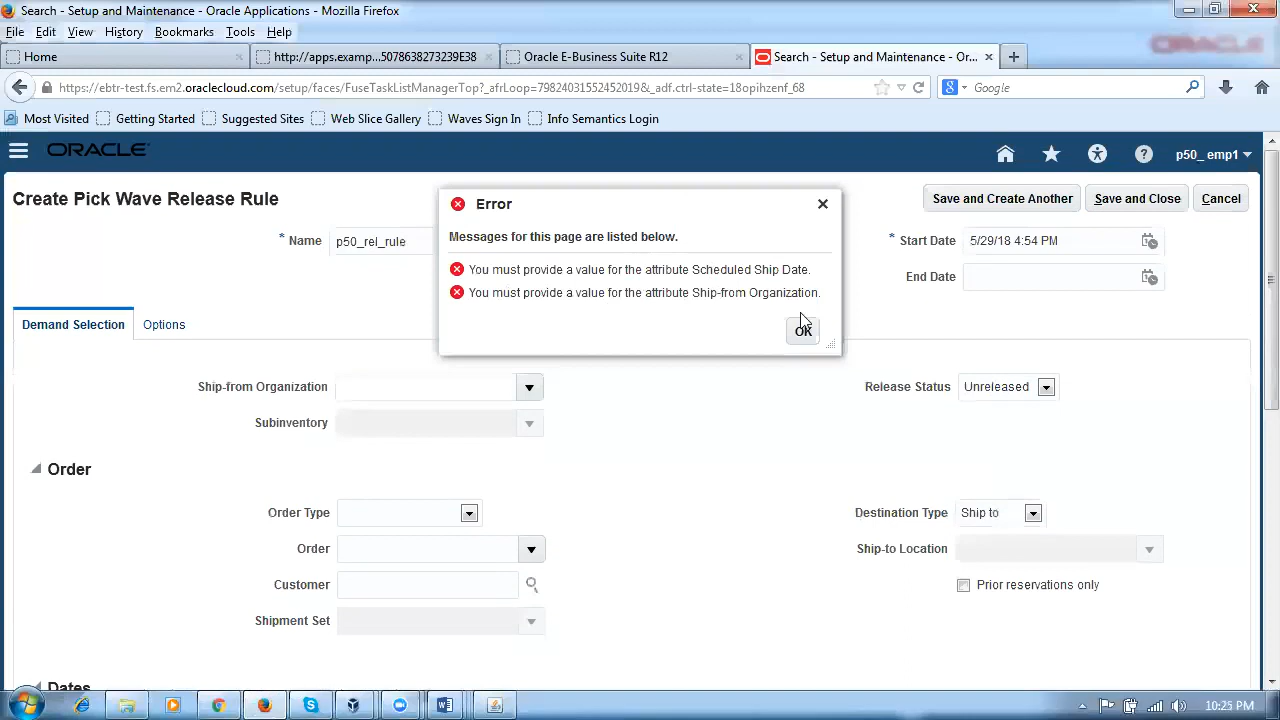 Search - Setup and Maintenance - Oracle Applications - Mozilla Firefox
File Edit View History Bookmarks Tools Help
ORACLE
Home
http://apps.examp...5078638273239E38
Oracle E-Business Suite R12
Search - Setup and Maintenance - Or...
https://ebtr-test.fs.em2.oraclecloud.com/setup/faces/FuseTaskListManagerTop?_afrLoop=79824031552452019&_adf.ctrl-state=18opihzenf_68
Google
Most Visited Getting Started Suggested Sites Web Slice Gallery Waves Sign In Info Semantics Login
ORACLE
p50_ emp1
Create Pick Wave Release Rule
Save and Create Another Save and Close Cancel
Error
Messages for this page are listed below.
You must provide a value for the attribute Scheduled Ship Date.
You must provide a value for the attribute Ship-from Organization.
OK
* Name p50_rel_rule
* Start Date 5/29/18 4:54 PM
End Date
Demand Selection Options
Ship-from Organization
Release Status Unreleased
Subinventory
Order
Order Type
Destination Type Ship to
Order
Ship-to Location
Customer
Prior reservations only
Shipment Set
Dates
10:25 PM